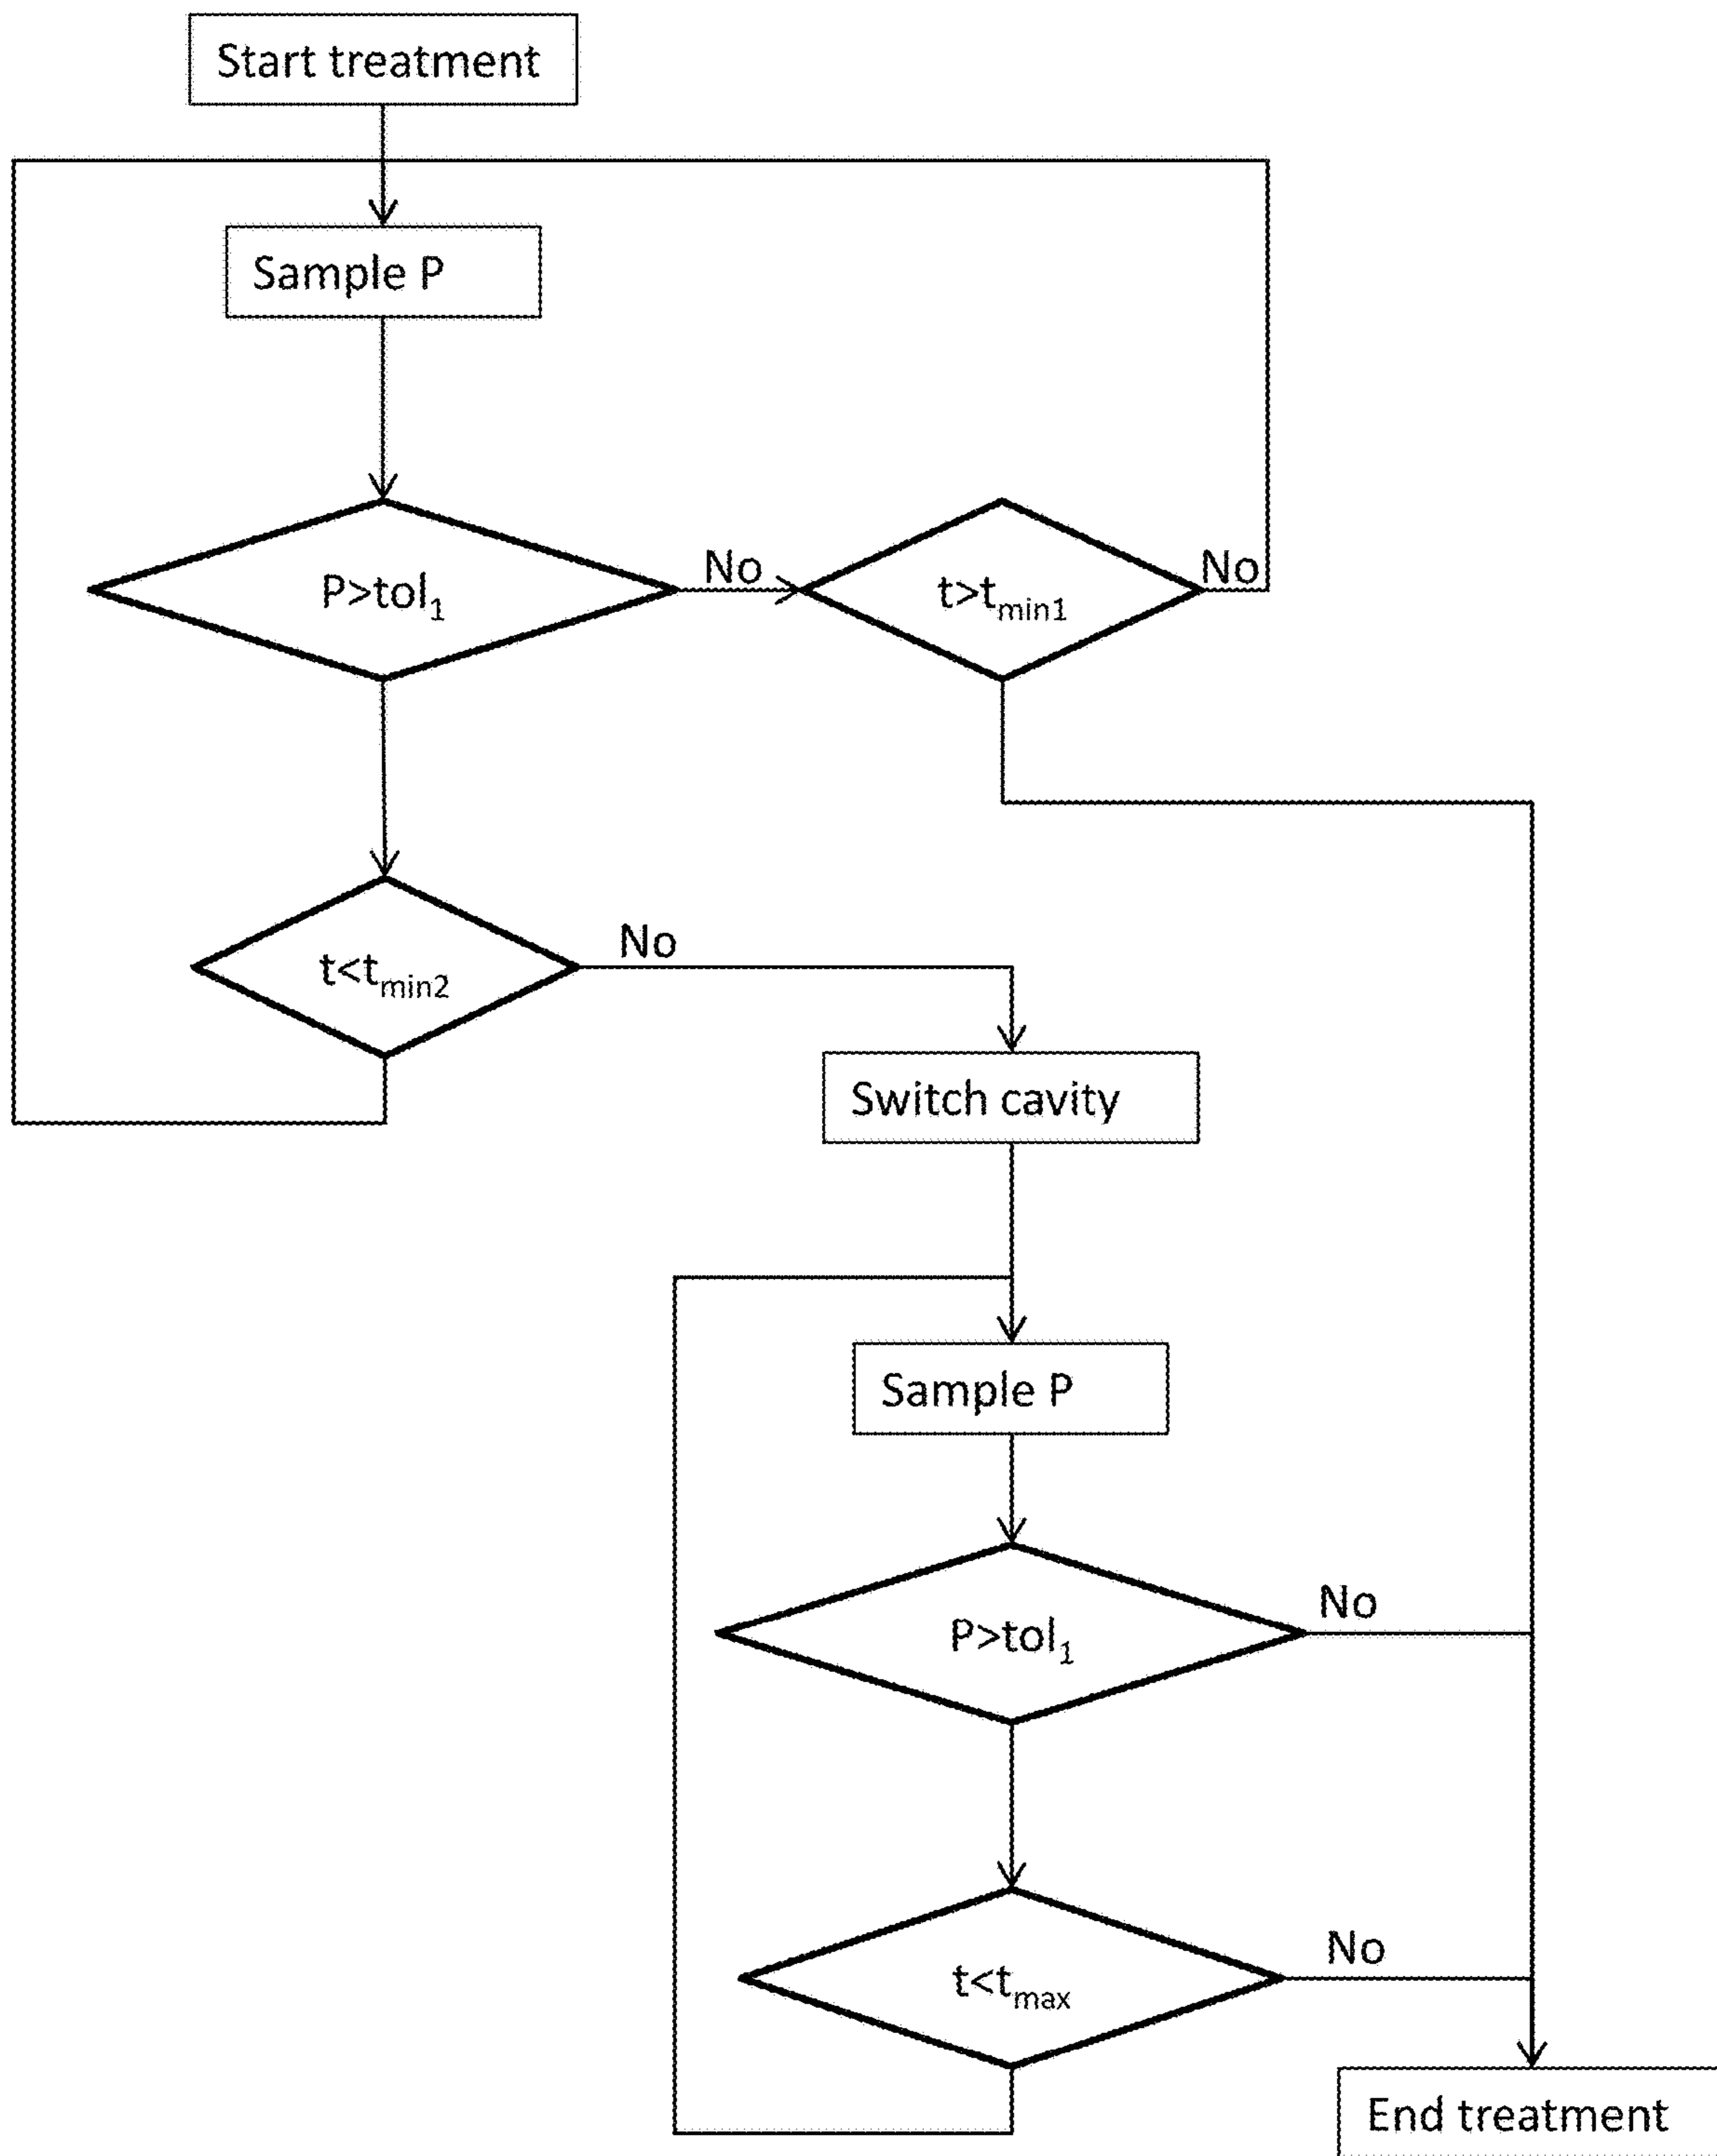 Start treatment
Sample P
P>tol₁
No
t>tₘᵢₙ₁
No
t<tₘᵢₙ₂
No
Switch cavity
Sample P
P>tol₁
No
t<tₘₐₓ
No
End treatment